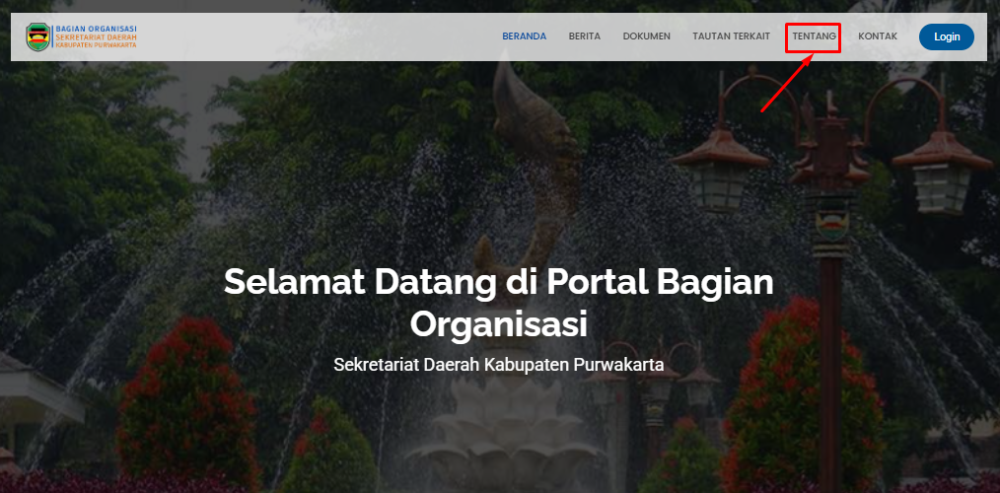 BAGIAN ORGANISASI
SEKRETARIAT DAERAH
KABUPATEN PURWAKARTA
BERANDA BERITA DOKUMEN TAUTAN TERKAIT TENTANG KONTAK Login
Selamat Datang di Portal Bagian
Organisasi
Sekretariat Daerah Kabupaten Purwakarta